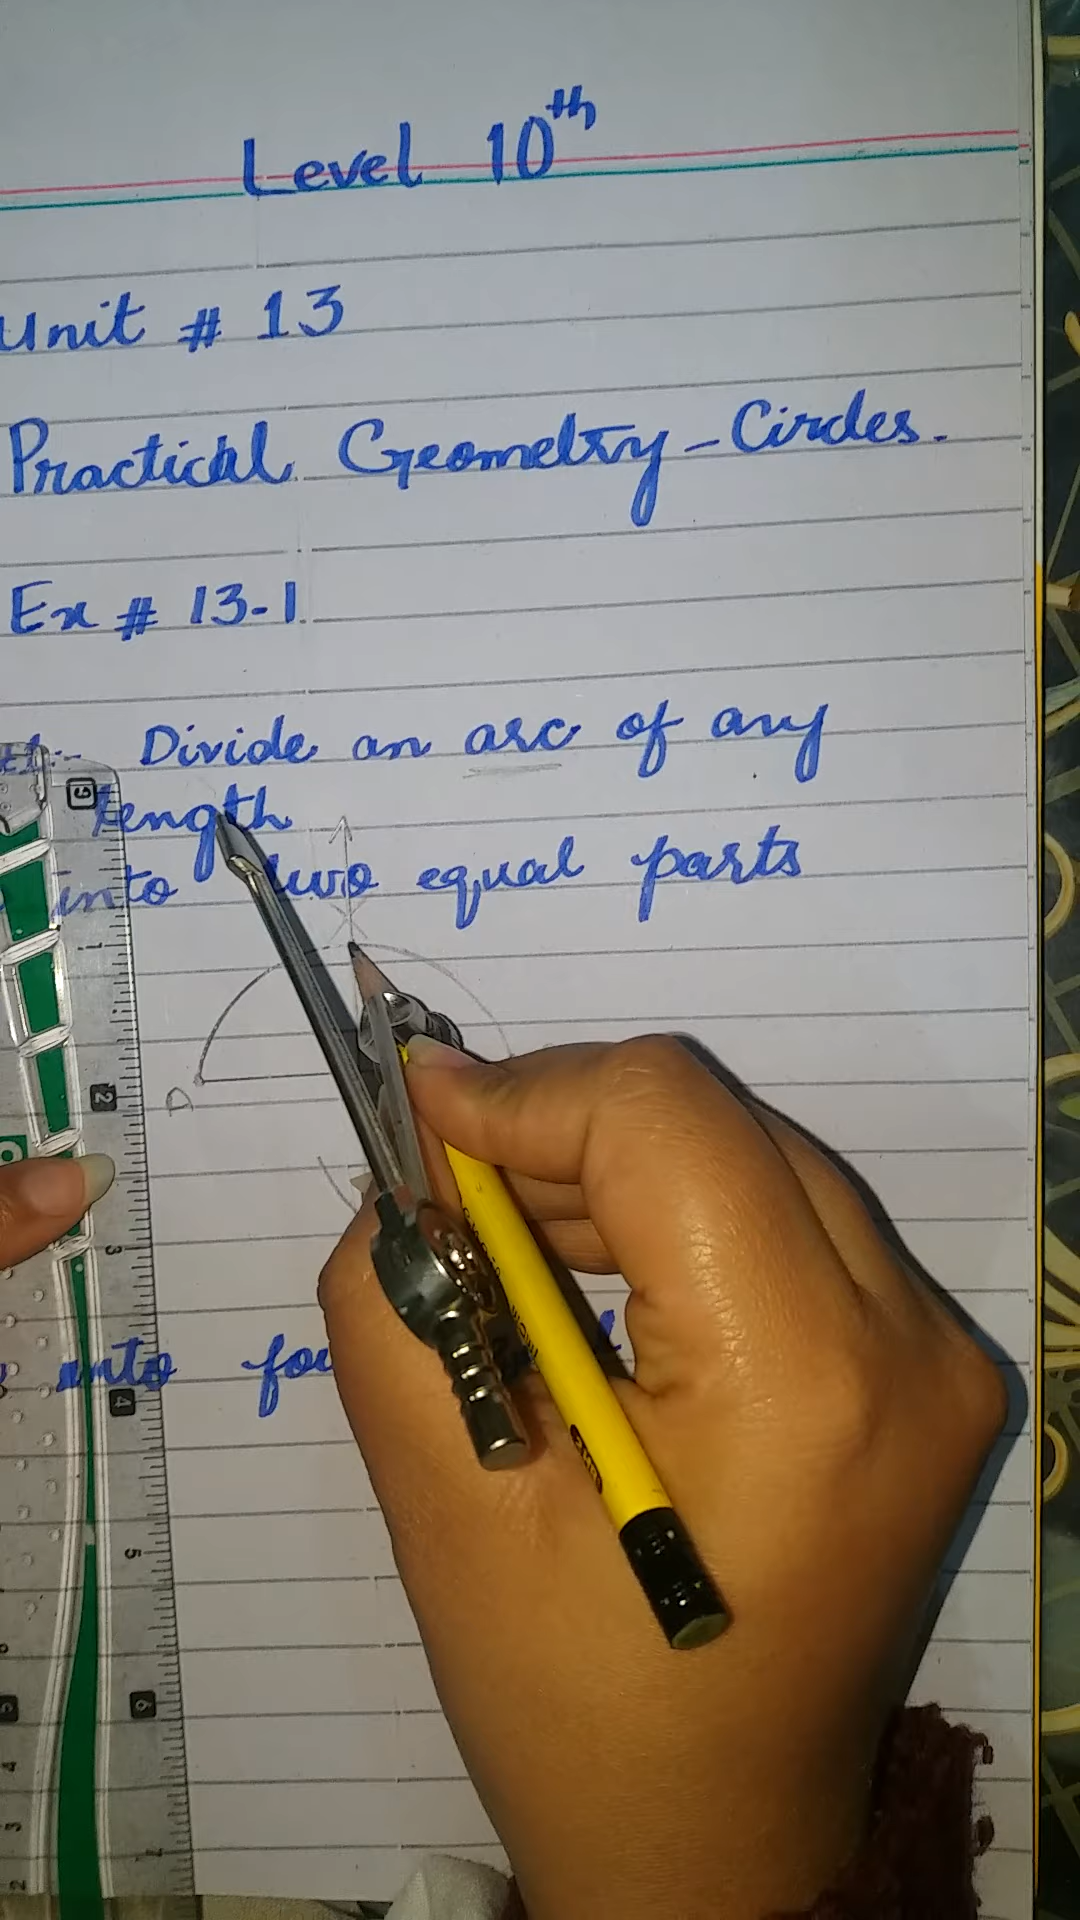 Level 10th
Unit # 13
Practical Geometry - Circles.
Ex # 13-1
Divide an arc of any
length
into two equal parts
D
into